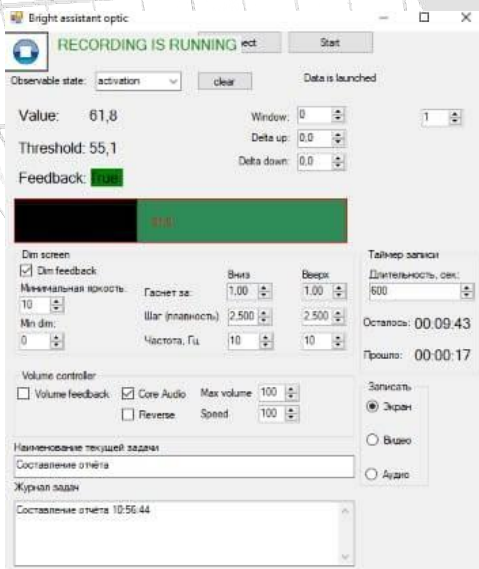 Bright assistant optic
RECORDING IS RUNNING ect Start
Observable state: activation clear Data is launched
Value: 61,8 Window: 0 1
Delta up: 0,0
Threshold: 55,1
Delta down: 0,0
Feedback: True
61,8
Dim screen Таймер записи
Dim feedback Вниз Вверх Длительность, сек:
Минимальная яркость: Гаснет за: 1,00 1,00 600
10 Шаг (плавность) 2,500 2,500 Осталось: 00:09:43
Min dim:
0 Частота, Гц 10 10 Прошло: 00:00:17
Volume controller Записать
Volume feedback Core Audio Max volume 100 Экран
Reverse Speed 100
Видео
Наименование текущей задачи
Составление отчёта Аудио
Журнал задач
Составление отчёта 10:56:44